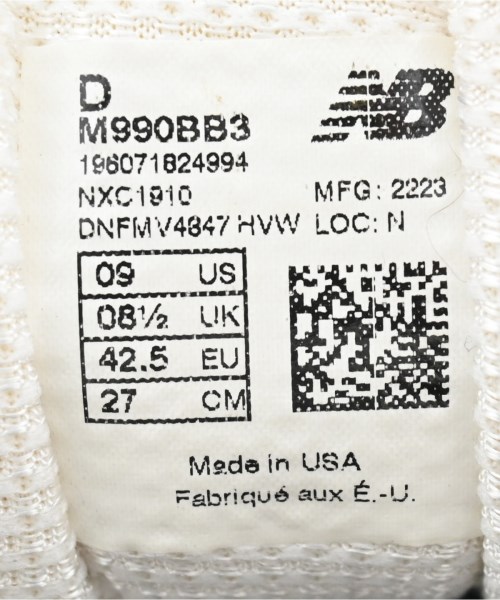 D
NB
M990BB3
196071824994
NXC1910 MFG: 2223
DNFMV4847 HVW LOC: N
09 US
08½ UK
42.5 EU
27 CM
Made in USA
Fabriqué aux É.-U.